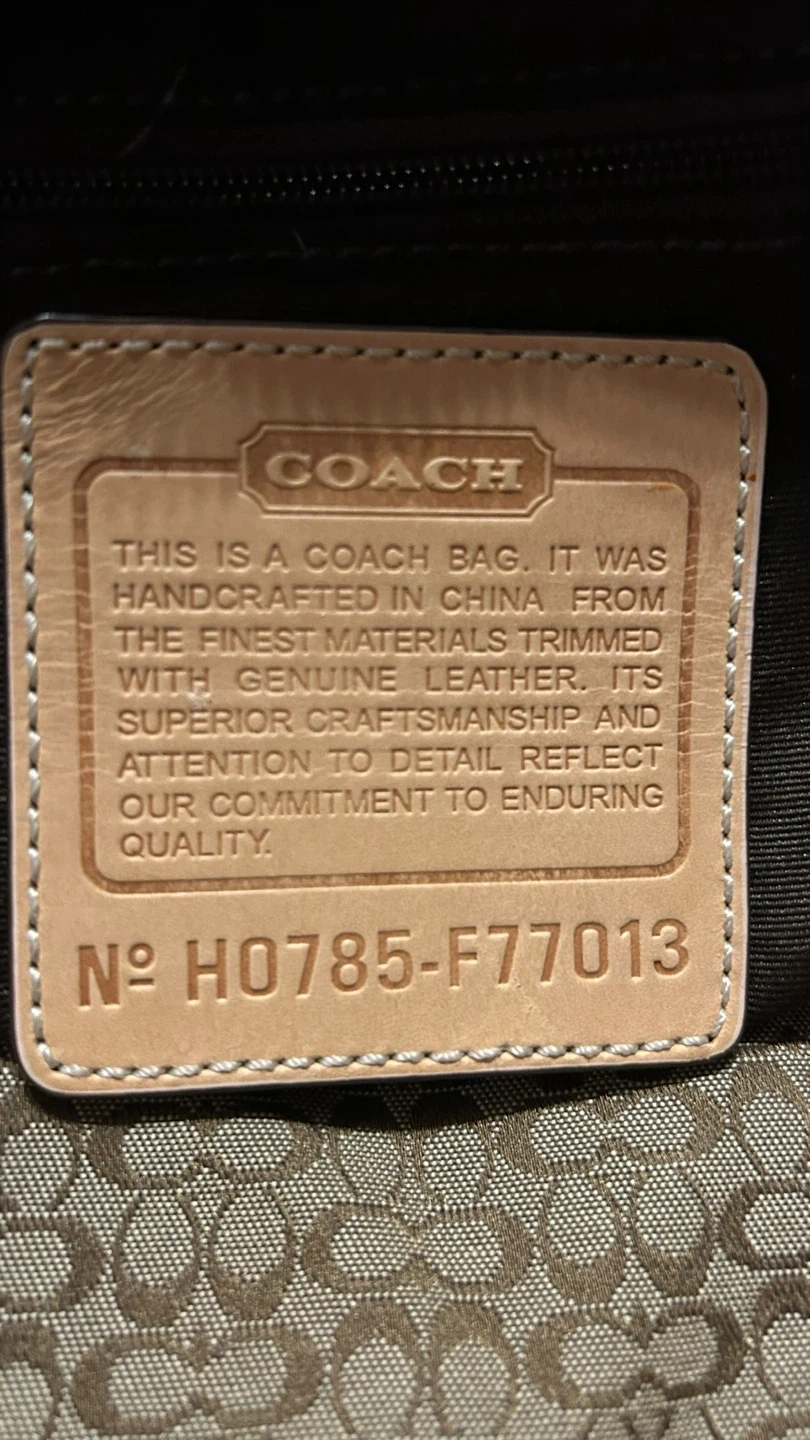 COACH
THIS IS A COACH BAG. IT WAS
HANDCRAFTED IN CHINA FROM
THE FINEST MATERIALS TRIMMED
WITH GENUINE LEATHER. ITS
SUPERIOR CRAFTSMANSHIP AND
ATTENTION TO DETAIL REFLECT
OUR COMMITMENT TO ENDURING
QUALITY.
Nº H0785-F77013